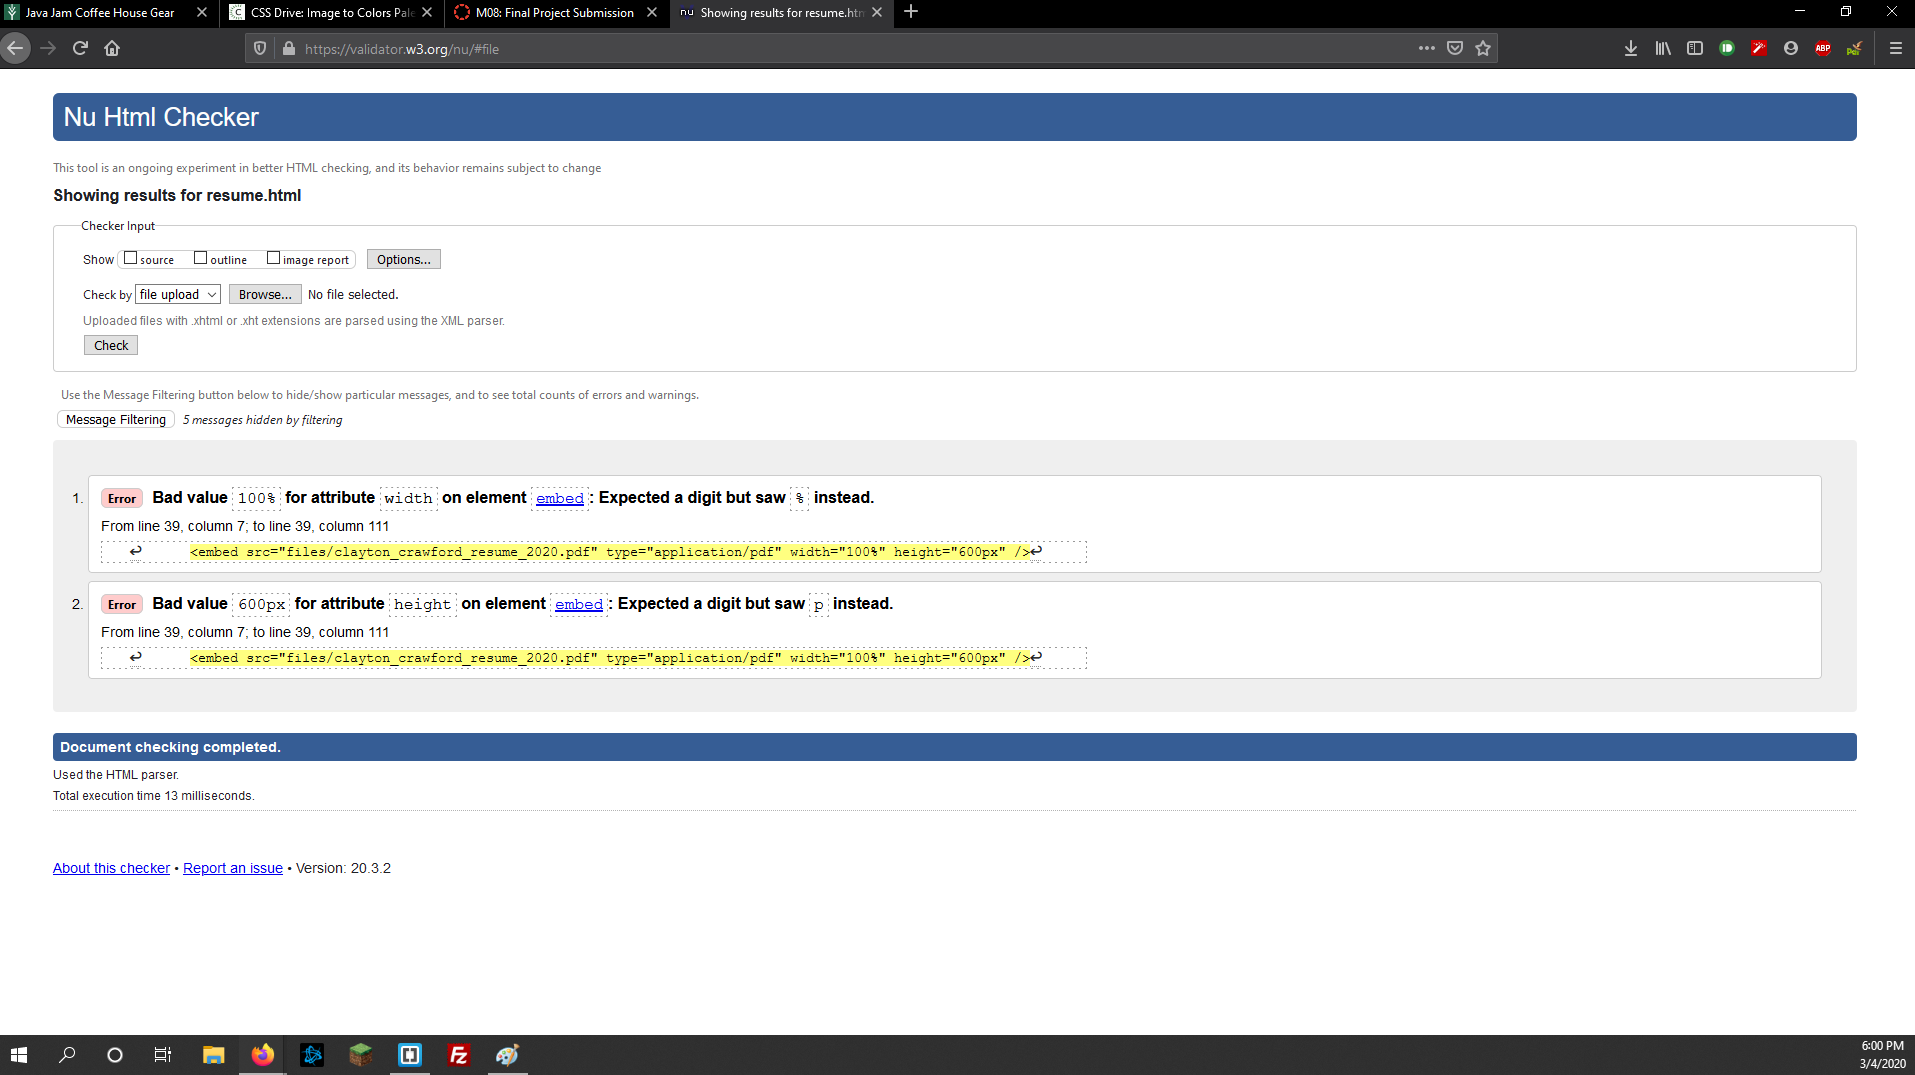 Java Jam Coffee House Gear
CSS Drive: Image to Colors Pale
M08: Final Project Submission
nu Showing results for resume.htm
https://validator.w3.org/nu/#file
ABP
Nu Html Checker
This tool is an ongoing experiment in better HTML checking, and its behavior remains subject to change
Showing results for resume.html
Checker Input
Show source outline image report Options...
Check by file upload Browse... No file selected.
Uploaded files with .xhtml or .xht extensions are parsed using the XML parser.
Check
Use the Message Filtering button below to hide/show particular messages, and to see total counts of errors and warnings.
Message Filtering 5 messages hidden by filtering
1. Error Bad value 100% for attribute width on element embed: Expected a digit but saw % instead.
From line 39, column 7; to line 39, column 111
↩ <embed src="files/clayton_crawford_resume_2020.pdf" type="application/pdf" width="100%" height="600px" />↩
2. Error Bad value 600px for attribute height on element embed: Expected a digit but saw p instead.
From line 39, column 7; to line 39, column 111
↩ <embed src="files/clayton_crawford_resume_2020.pdf" type="application/pdf" width="100%" height="600px" />↩
Document checking completed.
Used the HTML parser.
Total execution time 13 milliseconds.
About this checker • Report an issue • Version: 20.3.2
Fz
6:00 PM
3/4/2020